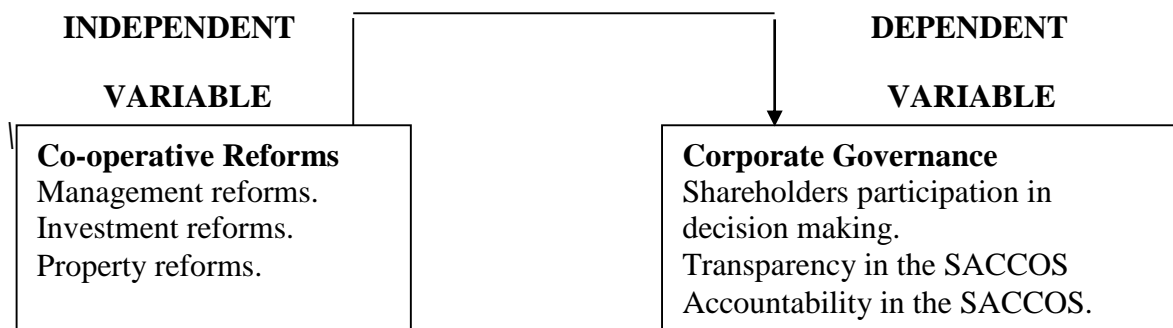 INDEPENDENT
VARIABLE
DEPENDENT
VARIABLE
\
Co-operative Reforms
Management reforms.
Investment reforms.
Property reforms.
Corporate Governance
Shareholders participation in
decision making.
Transparency in the SACCOS
Accountability in the SACCOS.